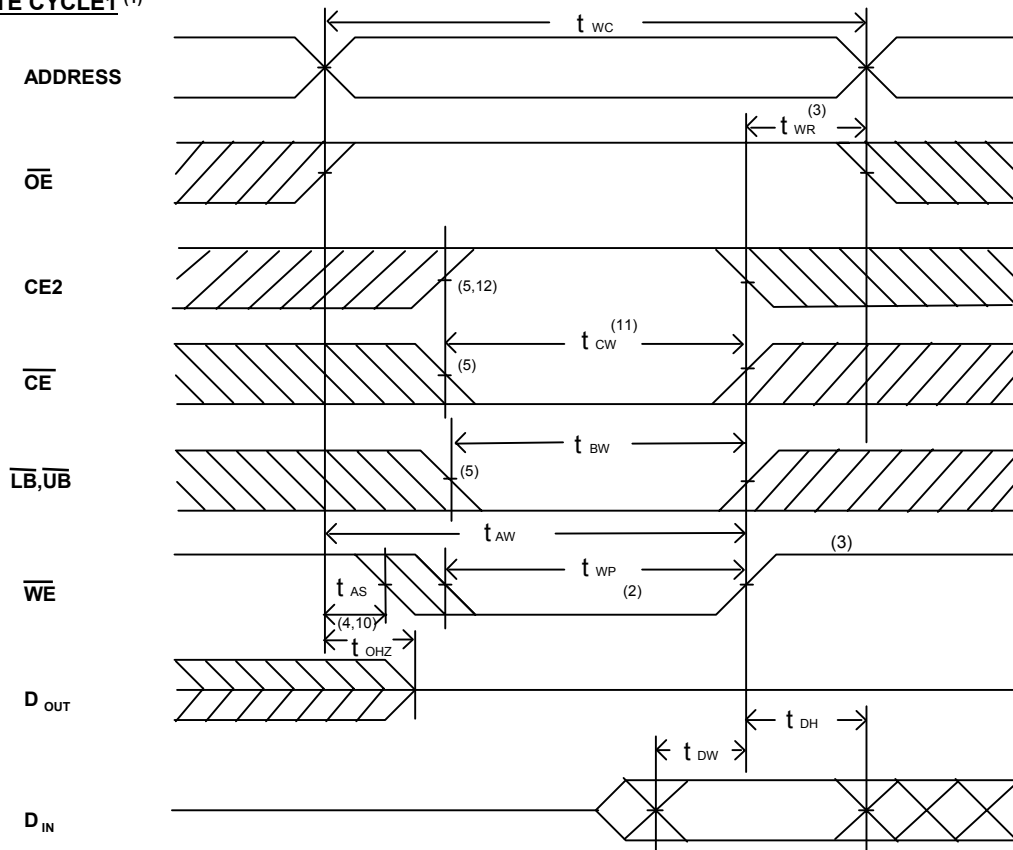 TE CYCLE1 (1)
t WC
ADDRESS
t WR (3)
OE
CE2
(5,12)
t CW (11)
CE
(5)
t BW
LB,UB
(5)
t AW
(3)
WE
t AS
t WP
(2)
(4,10)
t OHZ
D OUT
t DH
t DW
D IN